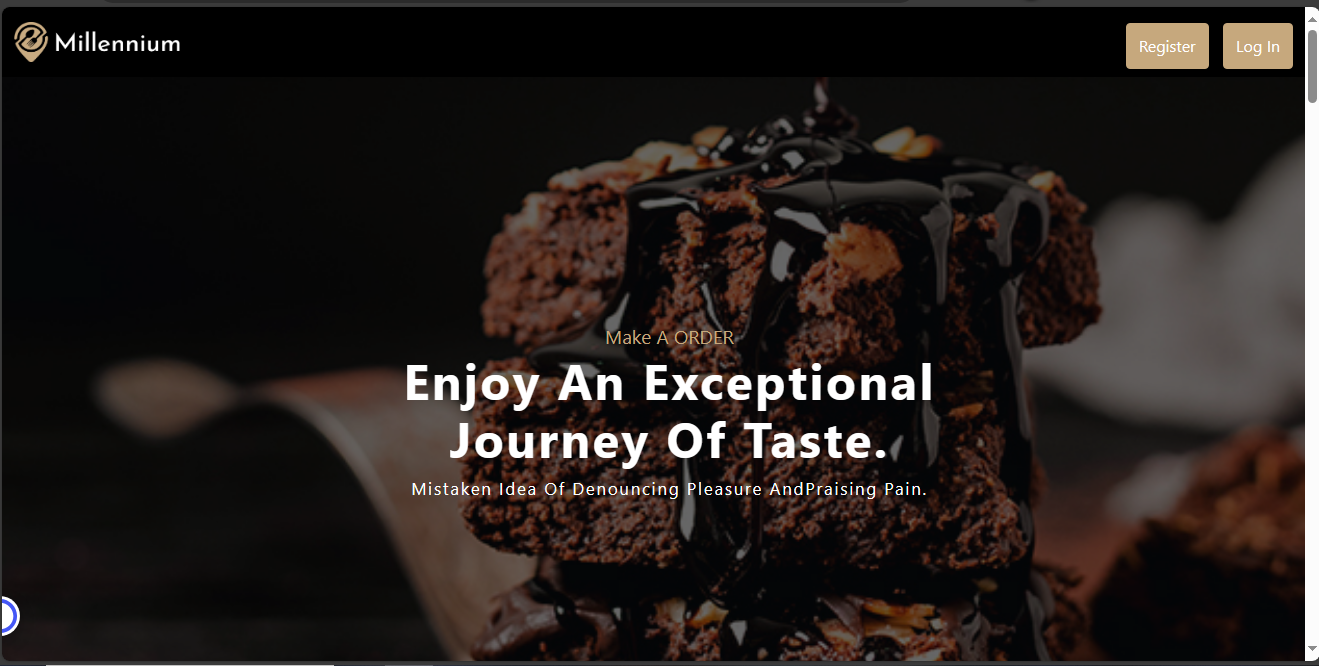 Millennium
Register
Log In
Make A ORDER
Enjoy An Exceptional
Journey Of Taste.
Mistaken Idea Of Denouncing Pleasure AndPraising Pain.